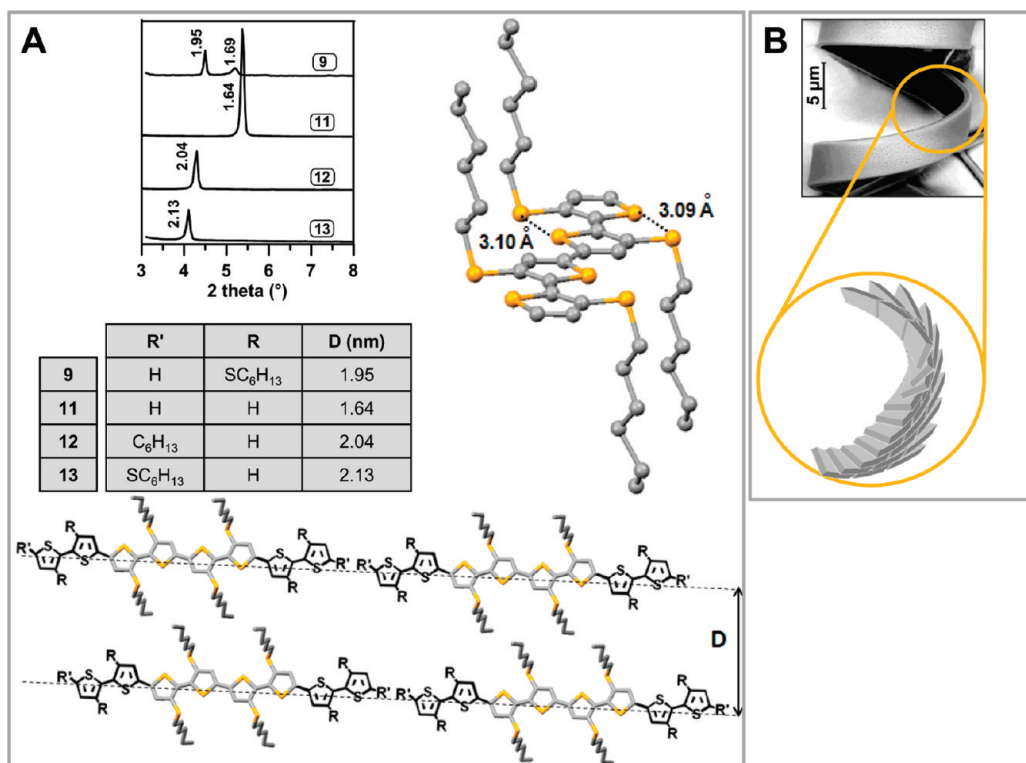 A
1.95
1.69
9
1.64
11
2.04
12
2.13
13
3 4 5 6 7 8
2 theta (°)
3.09 Å
3.10 Å
R' R D (nm)
9 H SC₆H₁₃ 1.95
11 H H 1.64
12 C₆H₁₃ H 2.04
13 SC₆H₁₃ H 2.13
R R R R
R' S S S S R' R' S S S S R'
R R R R
D
R R R R
R' S S S S R' R' S S S S R'
R R R R
B
5 µm